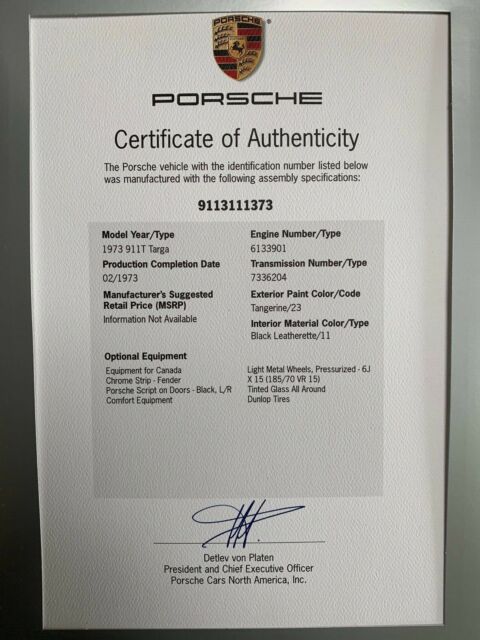 PORSCHE
PORSCHE
Certificate of Authenticity
The Porsche vehicle with the identification number listed below
was manufactured with the following assembly specifications:
9113111373
Model Year/Type
1973 911T Targa
Production Completion Date
02/1973
Manufacturer's Suggested
Retail Price (MSRP)
Information Not Available
Engine Number/Type
6133901
Transmission Number/Type
7336204
Exterior Paint Color/Code
Tangerine/23
Interior Material Color/Type
Black Leatherette/11
Optional Equipment
Equipment for Canada
Chrome Strip - Fender
Porsche Script on Doors - Black, L/R
Comfort Equipment
Light Metal Wheels, Pressurized - 6J
X 15 (185/70 VR 15)
Tinted Glass All Around
Dunlop Tires
Detlev von Platen
President and Chief Executive Officer
Porsche Cars North America, Inc.